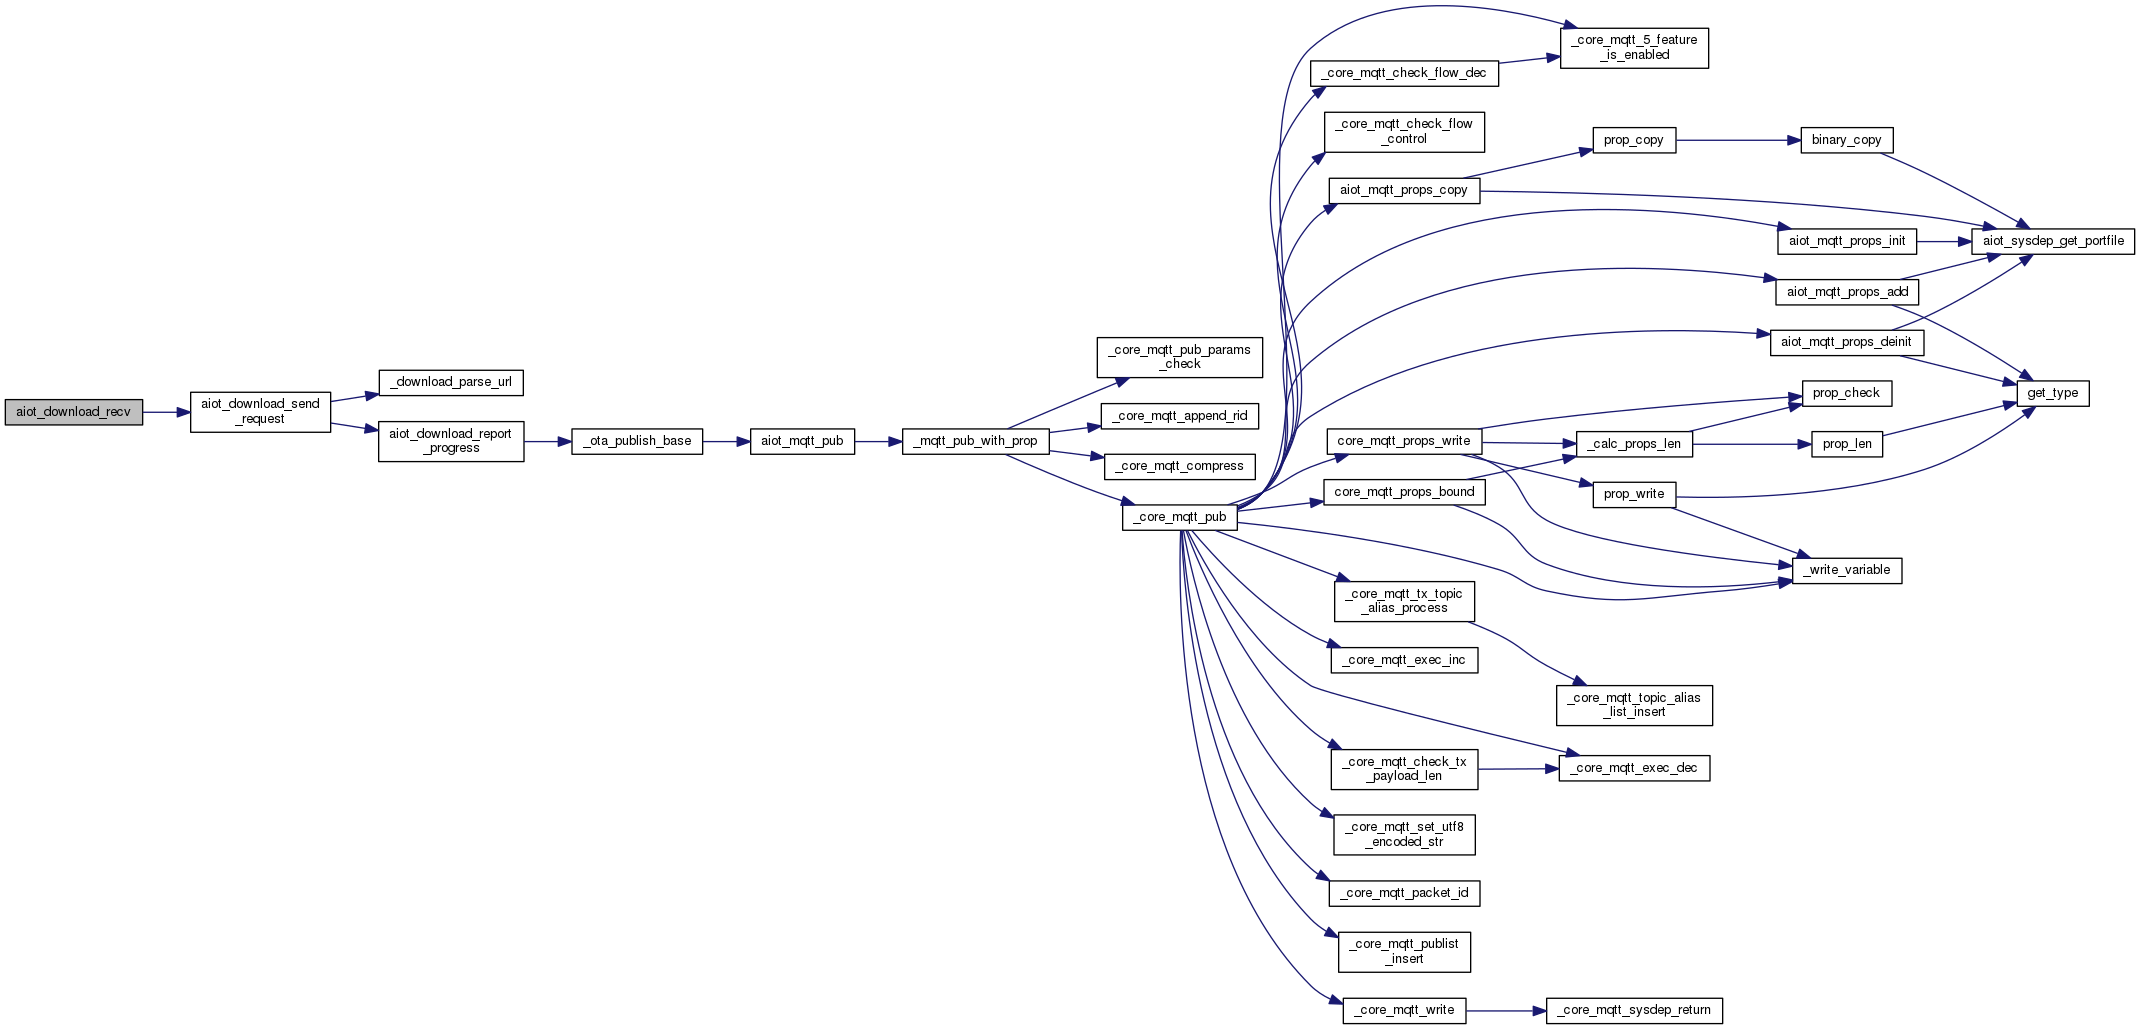 aiot_download_recv
aiot_download_send
_request
_download_parse_url
aiot_download_report
_progress
_ota_publish_base
aiot_mqtt_pub
_mqtt_pub_with_prop
_core_mqtt_pub_params
_check
_core_mqtt_append_rid
_core_mqtt_compress
_core_mqtt_pub
_core_mqtt_5_feature
_is_enabled
_core_mqtt_check_flow_dec
_core_mqtt_check_flow
_control
aiot_mqtt_props_copy
prop_copy
binary_copy
aiot_mqtt_props_init
aiot_sysdep_get_portfile
aiot_mqtt_props_add
aiot_mqtt_props_deinit
get_type
core_mqtt_props_write
prop_check
_calc_props_len
prop_len
core_mqtt_props_bound
prop_write
_write_variable
_core_mqtt_tx_topic
_alias_process
_core_mqtt_exec_inc
_core_mqtt_topic_alias
_list_insert
_core_mqtt_check_tx
_payload_len
_core_mqtt_exec_dec
_core_mqtt_set_utf8
_encoded_str
_core_mqtt_packet_id
_core_mqtt_publist
_insert
_core_mqtt_write
_core_mqtt_sysdep_return